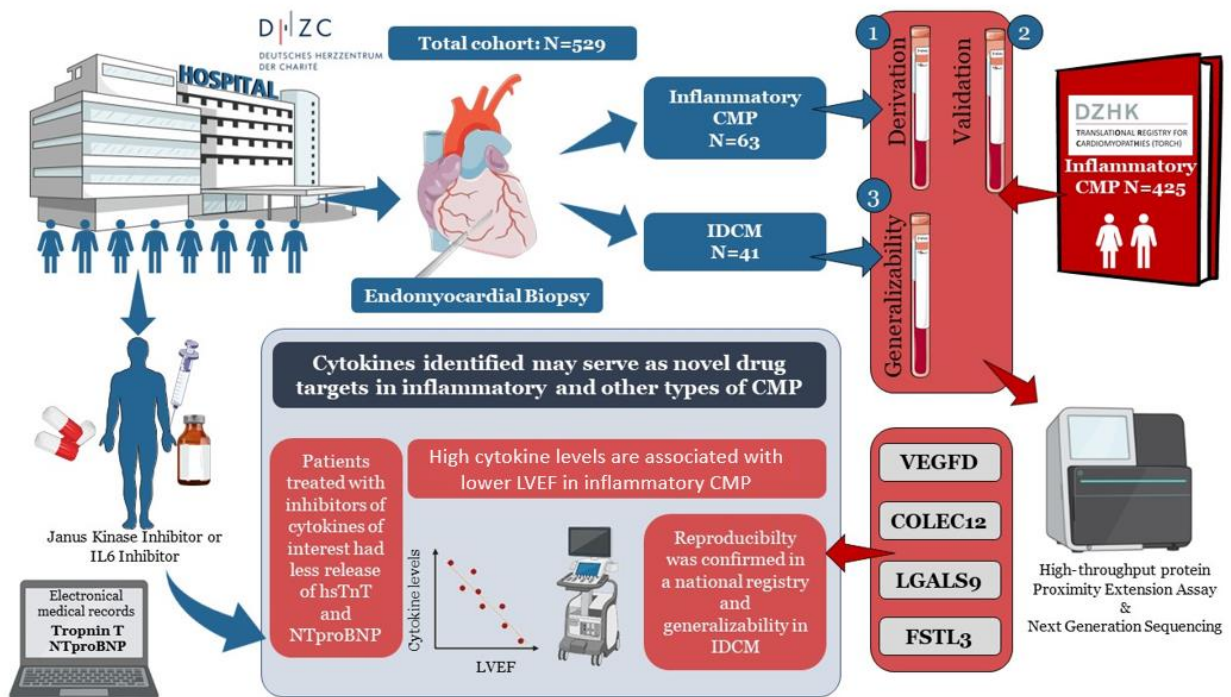 DHZC
DEUTSCHES HERZZENTRUM
DER CHARITÉ
HOSPITAL
Total cohort: N=529
Inflammatory
CMP
N=63
IDCM
N=41
Endomyocardial Biopsy
1
2
Derivation
Validation
3
Generalizability
DZHK
TRANSLATIONAL REGISTRY FOR
CARDIOMYOPATHIES (TORCH)
Inflammatory
CMP N=425
Cytokines identified may serve as novel drug
targets in inflammatory and other types of CMP
Patients
treated with
inhibitors of
cytokines of
interest had
less release
of hsTnT
and
NTproBNP
High cytokine levels are associated with
lower LVEF in inflammatory CMP
Cytokine levels
LVEF
Reproducibilty
was confirmed in
a national registry
and
generalizability in
IDCM
VEGFD
COLEC12
LGALS9
FSTL3
High-throughput protein
Proximity Extension Assay
&
Next Generation Sequencing
Janus Kinase Inhibitor or
IL6 Inhibitor
Electronical
medical records
Tropnin T
NTproBNP